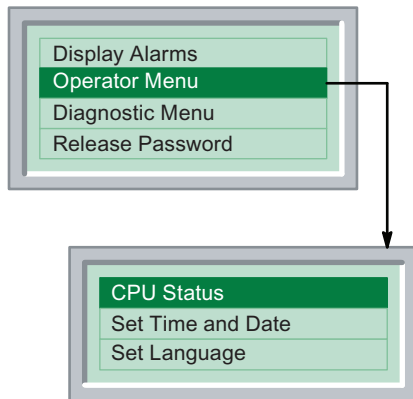 Display Alarms
Operator Menu
Diagnostic Menu
Release Password
CPU Status
Set Time and Date
Set Language